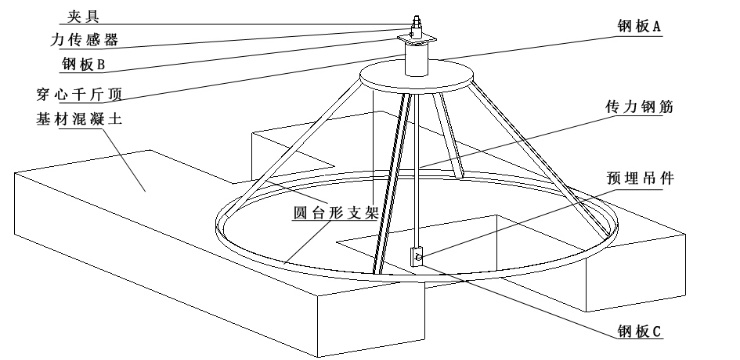 夹具
力传感器
钢板B
穿心千斤顶
基材混凝土
钢板A
传力钢筋
预埋吊件
圆台形支架
钢板C